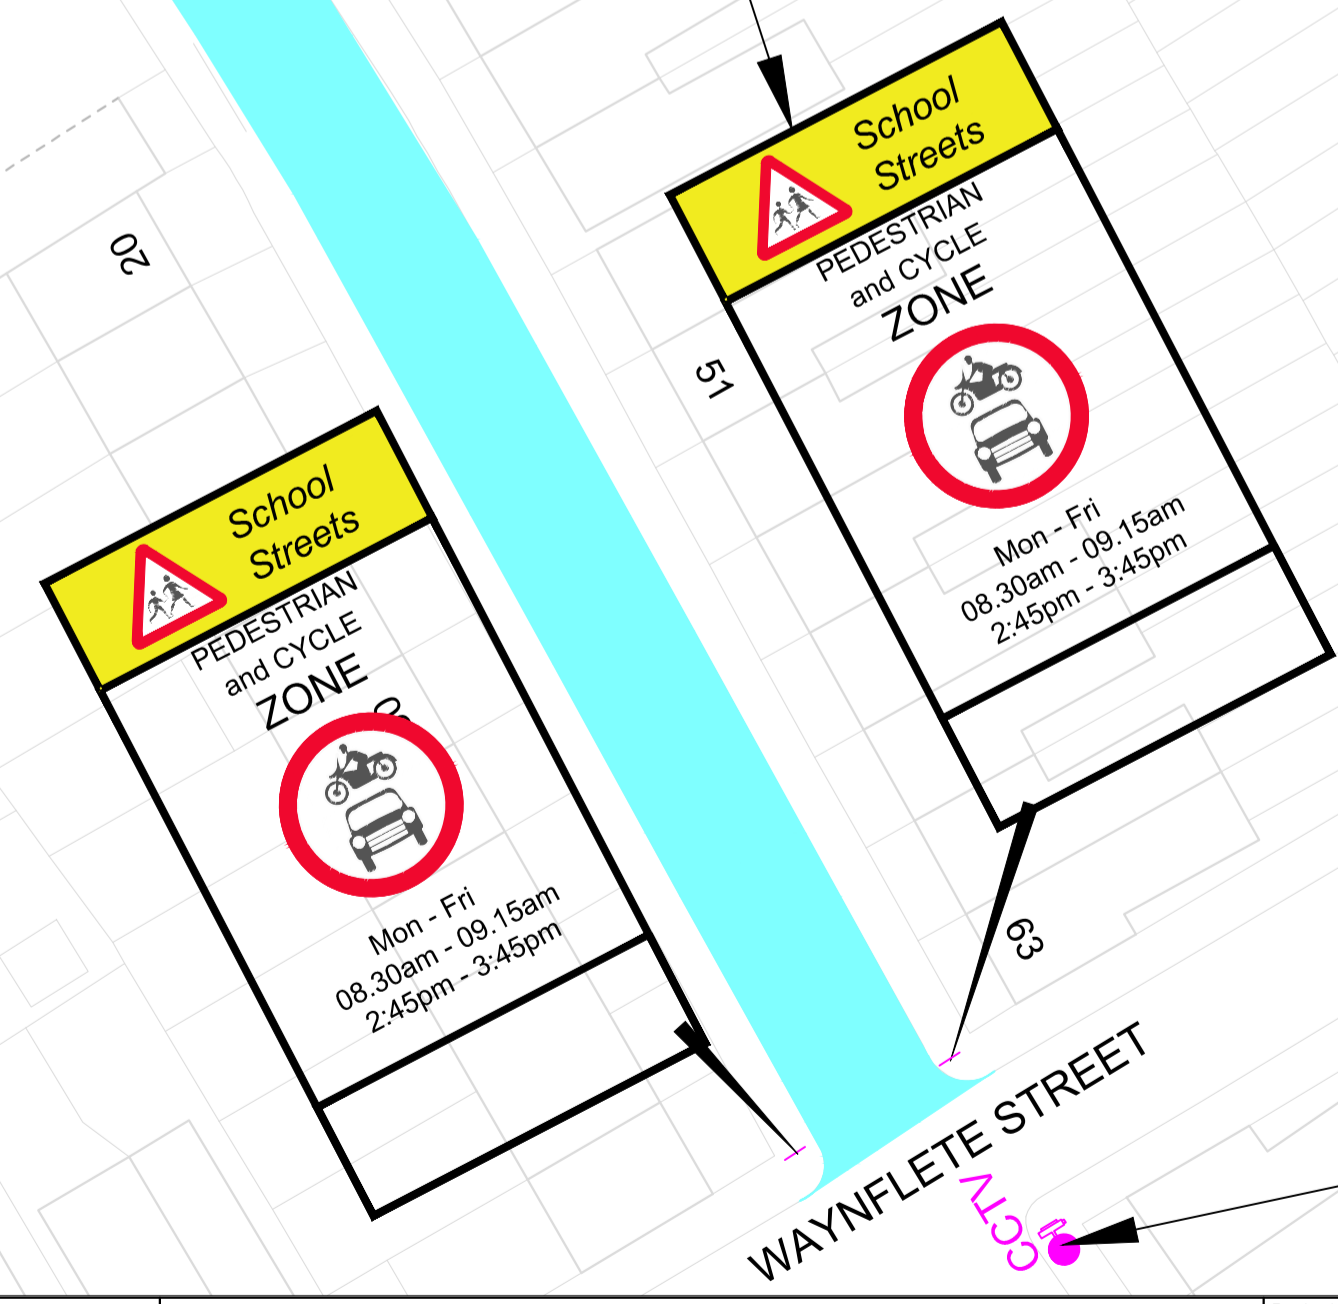 School
Streets
PEDESTRIAN
and CYCLE
ZONE
Mon - Fri
08.30am - 09.15am
2:45pm - 3:45pm
20
51
School
Streets
PEDESTRIAN
and CYCLE
ZONE
Mon - Fri
08.30am - 09.15am
2:45pm - 3:45pm
63
WAYNFLETE STREET
CCTV